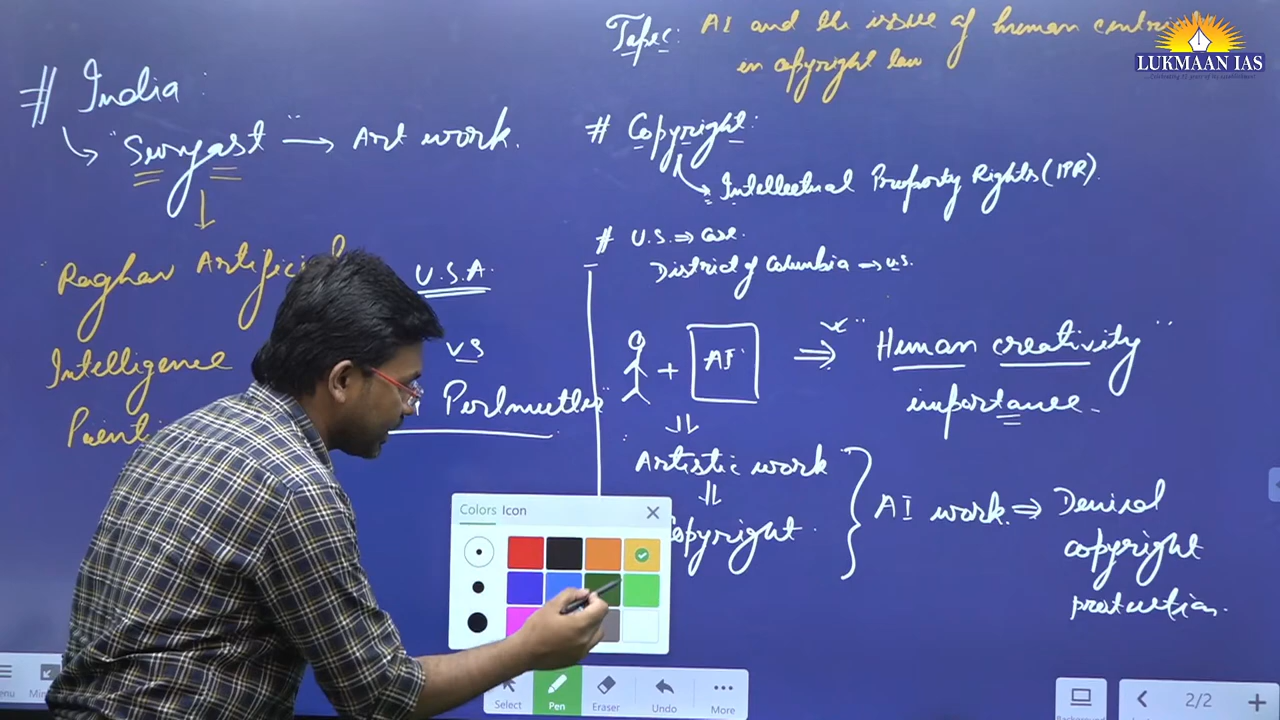 Topic: AI and the issue of human
in copyright law
LUKMAAN IAS
# India:
"Suryast" → Art work.
Raghav Artificial
Intelligence
U.S.A.
vs
Perlmutter"
# Copyright:
Intellectual Property Rights (IPR).
# U.S. ⇒ Case.
District of Columbia → U.S.
+ AI ⇒ "Human creativity"
importance.
Artistic work
Copyright.
AI work. ⇒ Denial
copyright
protection.
Colors Icon
Select
Pen
Eraser
Undo
More
2/2